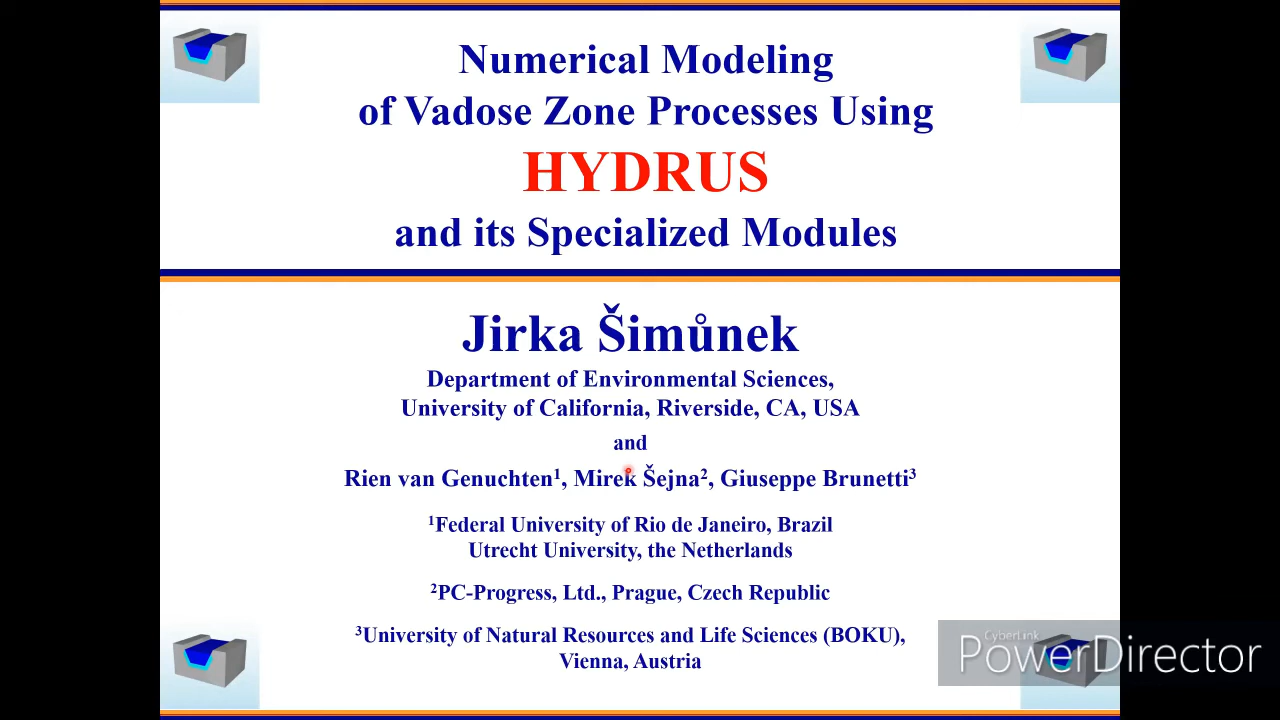 Numerical Modeling
of Vadose Zone Processes Using
HYDRUS
and its Specialized Modules
Jirka Šimůnek
Department of Environmental Sciences,
University of California, Riverside, CA, USA
and
Rien van Genuchten¹, Mirek Šejna², Giuseppe Brunetti³
¹Federal University of Rio de Janeiro, Brazil
Utrecht University, the Netherlands
²PC-Progress, Ltd., Prague, Czech Republic
³University of Natural Resources and Life Sciences (BOKU),
Vienna, Austria
CyberLink
PowerDirector